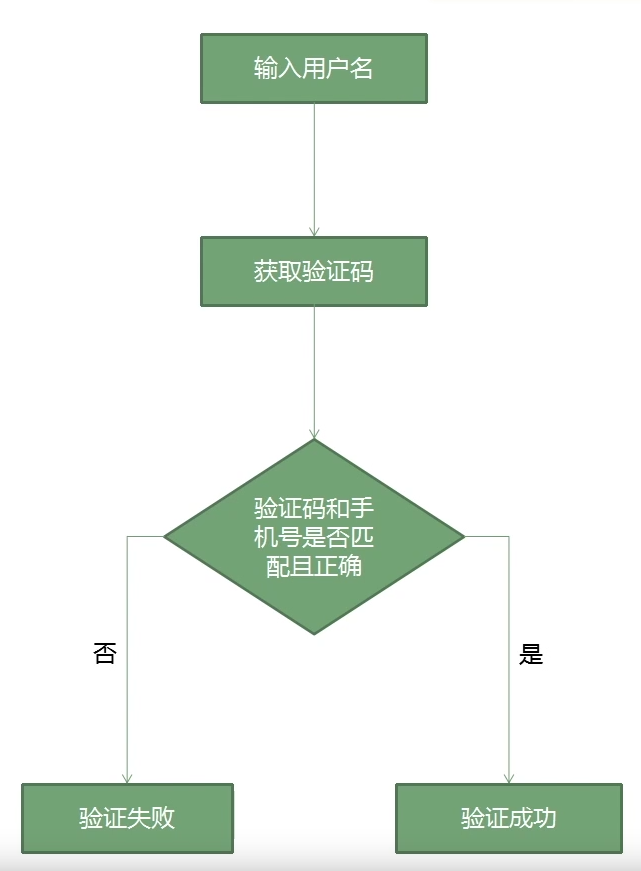 输入用户名
获取验证码
验证码和手
机号是否匹
配且正确
否
是
验证失败
验证成功